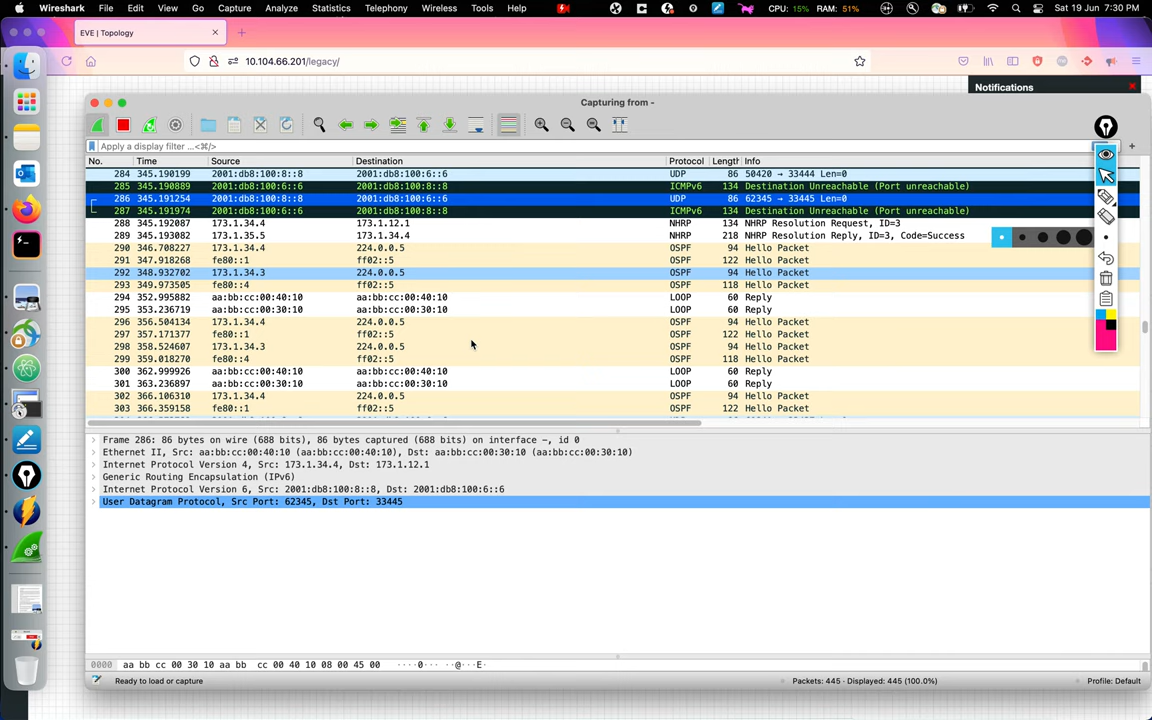 Wireshark File Edit View Go Capture Analyze Statistics Telephony Wireless Tools Help CPU: 15% RAM: 51% Sat 19 Jun 7:30 PM
EVE | Topology
10.104.66.201/legacy/
Notifications
Capturing from -
Apply a display filter ...<⌘/>
No. Time Source Destination Protocol Length Info
284 345.190199 2001:db8:100:8::8 2001:db8:100:6::6 UDP 86 50420 → 33444 Len=0
285 345.190889 2001:db8:100:6::6 2001:db8:100:8::8 ICMPv6 134 Destination Unreachable (Port unreachable)
286 345.191254 2001:db8:100:8::8 2001:db8:100:6::6 UDP 86 62345 → 33445 Len=0
287 345.191974 2001:db8:100:6::6 2001:db8:100:8::8 ICMPv6 134 Destination Unreachable (Port unreachable)
288 345.192087 173.1.34.4 173.1.12.1 NHRP 134 NHRP Resolution Request, ID=3
289 345.193082 173.1.35.5 173.1.34.4 NHRP 218 NHRP Resolution Reply, ID=3, Code=Success
290 346.708227 173.1.34.4 224.0.0.5 OSPF 94 Hello Packet
291 347.918268 fe80::1 ff02::5 OSPF 122 Hello Packet
292 348.932702 173.1.34.3 224.0.0.5 OSPF 94 Hello Packet
293 349.973505 fe80::4 ff02::5 OSPF 118 Hello Packet
294 352.995882 aa:bb:cc:00:40:10 aa:bb:cc:00:40:10 LOOP 60 Reply
295 353.236719 aa:bb:cc:00:30:10 aa:bb:cc:00:30:10 LOOP 60 Reply
296 356.504134 173.1.34.4 224.0.0.5 OSPF 94 Hello Packet
297 357.171377 fe80::1 ff02::5 OSPF 122 Hello Packet
298 358.524607 173.1.34.3 224.0.0.5 OSPF 94 Hello Packet
299 359.018270 fe80::4 ff02::5 OSPF 118 Hello Packet
300 362.999926 aa:bb:cc:00:40:10 aa:bb:cc:00:40:10 LOOP 60 Reply
301 363.236897 aa:bb:cc:00:30:10 aa:bb:cc:00:30:10 LOOP 60 Reply
302 366.106310 173.1.34.4 224.0.0.5 OSPF 94 Hello Packet
303 366.359158 fe80::1 ff02::5 OSPF 122 Hello Packet
Frame 286: 86 bytes on wire (688 bits), 86 bytes captured (688 bits) on interface -, id 0
Ethernet II, Src: aa:bb:cc:00:40:10 (aa:bb:cc:00:40:10), Dst: aa:bb:cc:00:30:10 (aa:bb:cc:00:30:10)
Internet Protocol Version 4, Src: 173.1.34.4, Dst: 173.1.12.1
Generic Routing Encapsulation (IPv6)
Internet Protocol Version 6, Src: 2001:db8:100:8::8, Dst: 2001:db8:100:6::6
User Datagram Protocol, Src Port: 62345, Dst Port: 33445
0000 aa bb cc 00 30 10 aa bb cc 00 40 10 08 00 45 00 ····0··· ··@···E·
Ready to load or capture Packets: 445 · Displayed: 445 (100.0%) Profile: Default